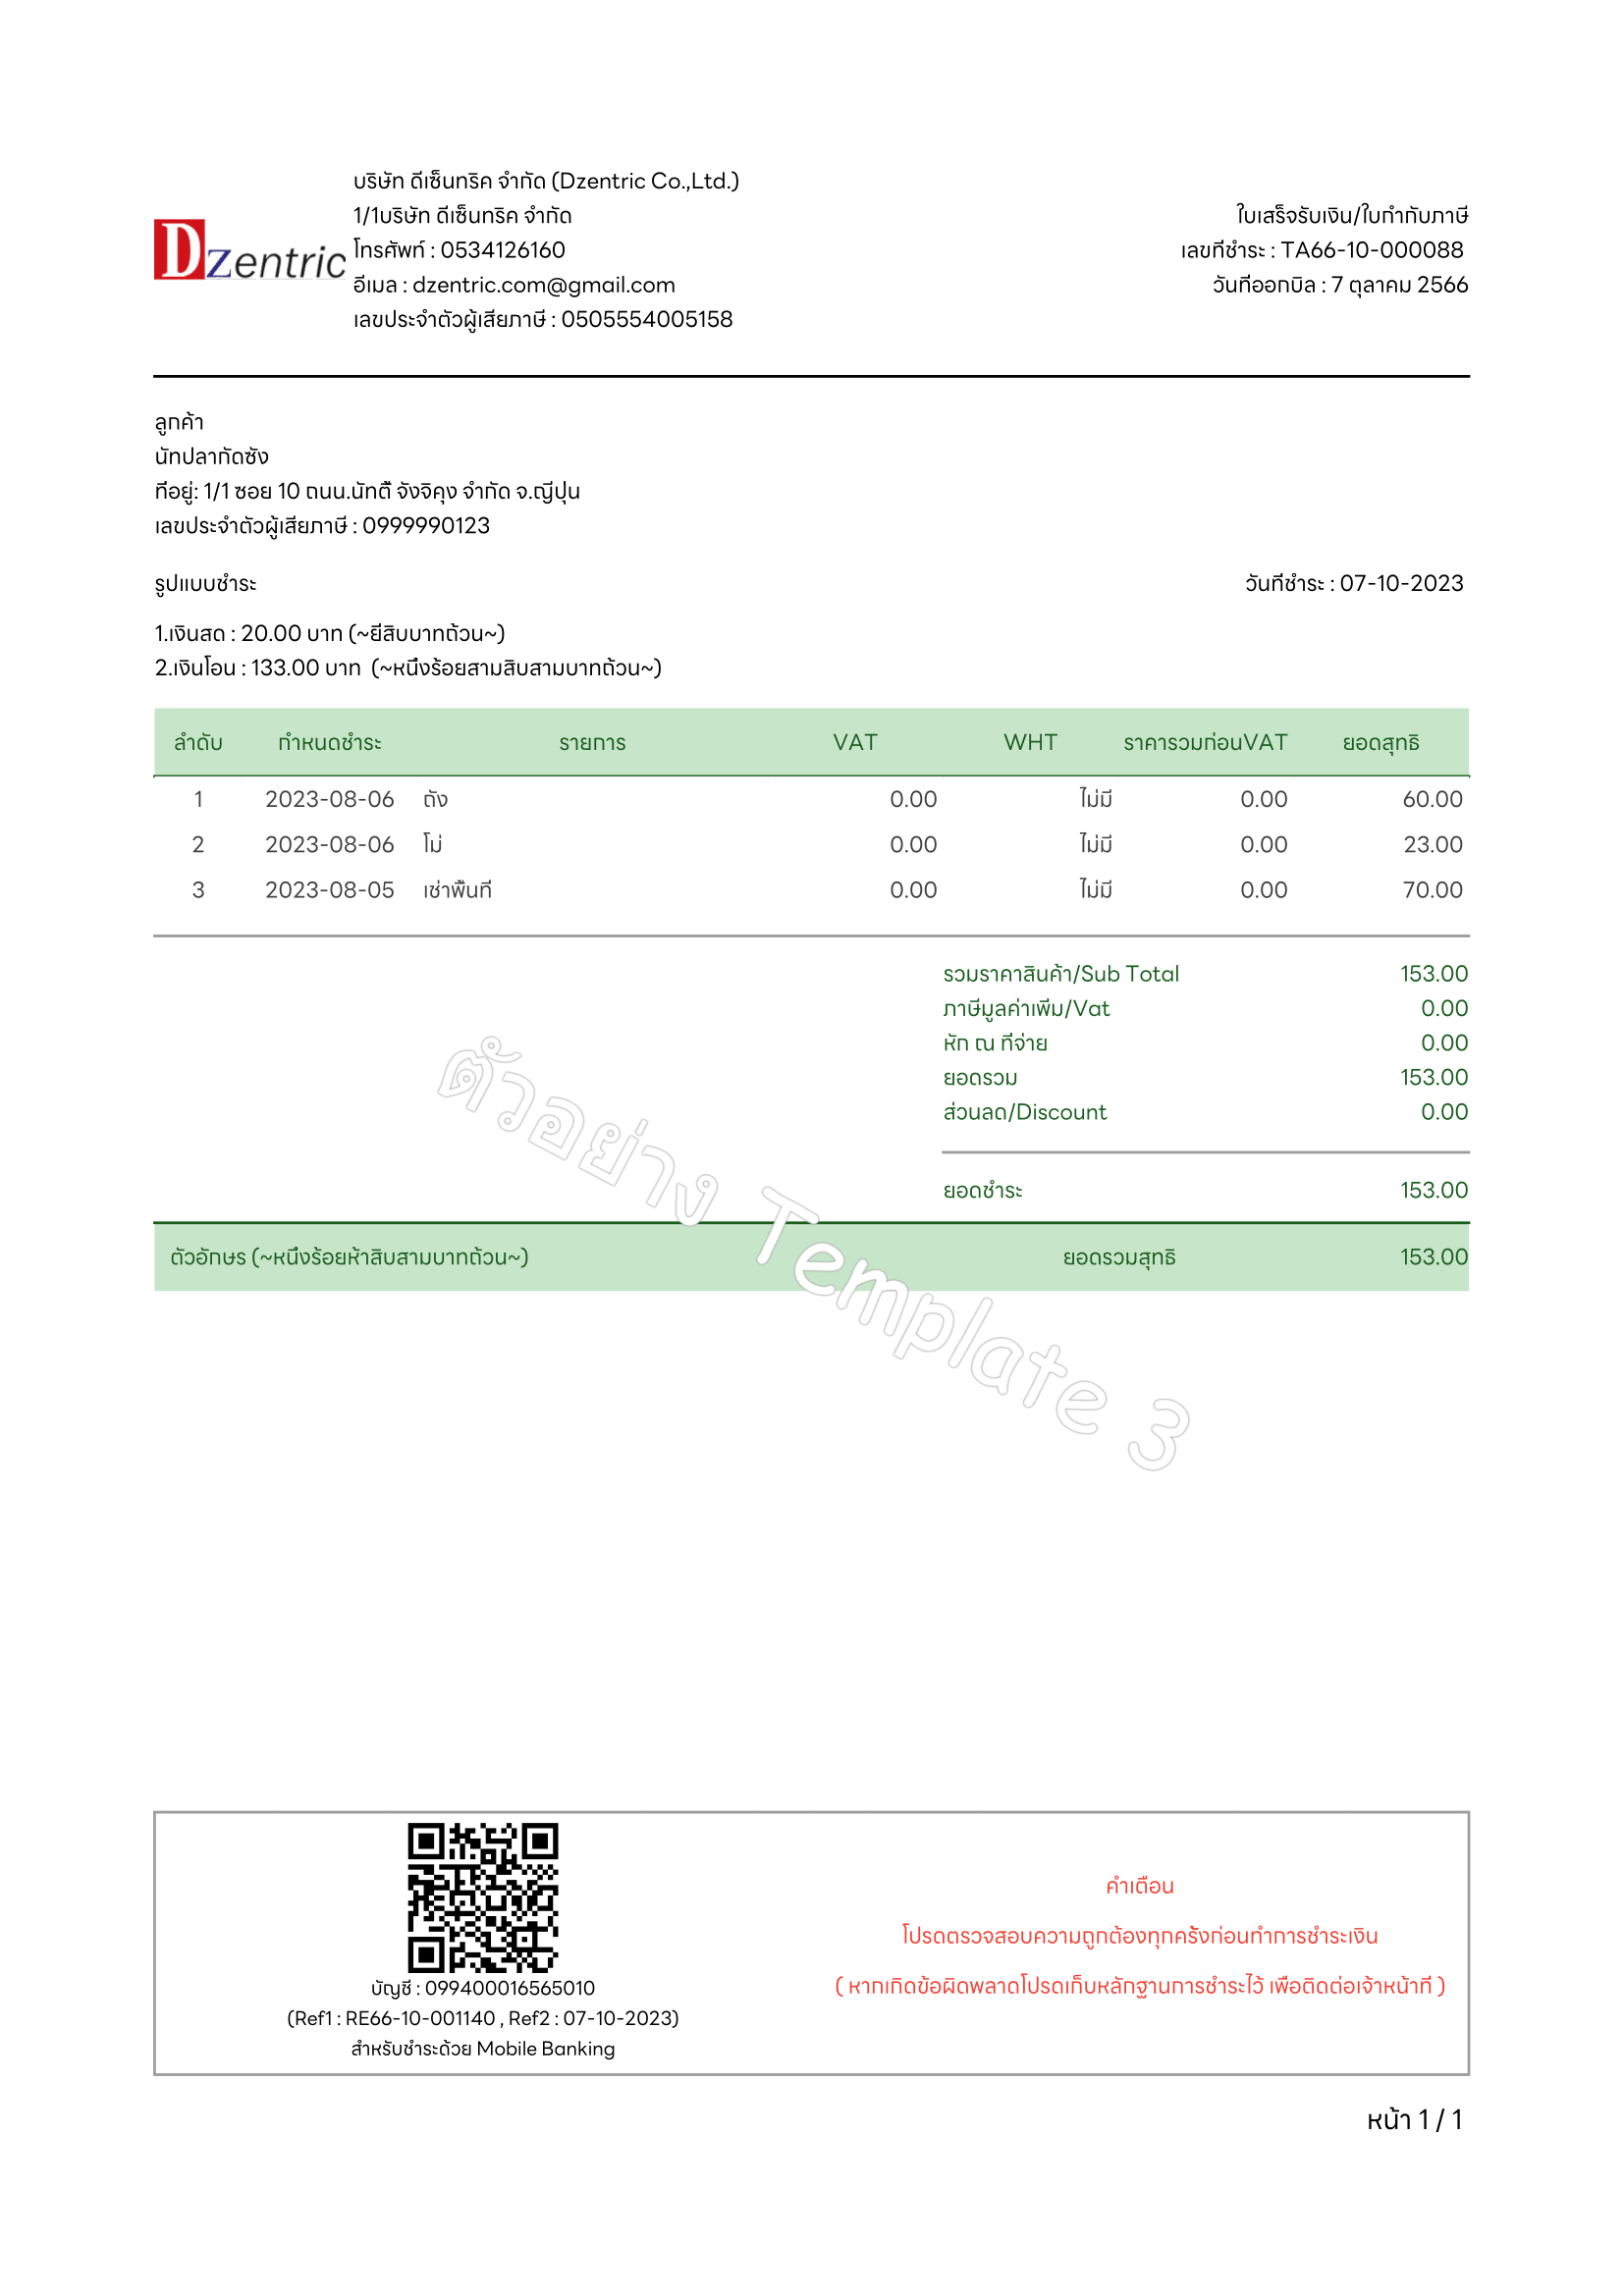 Dzentric
บริษัท ดีเซ็นทริค จำกัด (Dzentric Co.,Ltd.)
1/1บริษัท ดีเซ็นทริค จำกัด
โทรศัพท์ : 0534126160
อีเมล : dzentric.com@gmail.com
เลขประจำตัวผู้เสียภาษี : 0505554005158
ใบเสร็จรับเงิน/ใบกำกับภาษี
เลขที่ชำระ : TA66-10-000088
วันที่ออกบิล : 7 ตุลาคม 2566
ลูกค้า
นัทปลากัดซัง
ที่อยู่: 1/1 ซอย 10 ถนน.นัทตี้ จังจิคุง จำกัด จ.ญี่ปุ่น
เลขประจำตัวผู้เสียภาษี : 0999990123
รูปแบบชำระ วันที่ชำระ : 07-10-2023
1.เงินสด : 20.00 บาท (~ยี่สิบบาทถ้วน~)
2.เงินโอน : 133.00 บาท (~หนึ่งร้อยสามสิบสามบาทถ้วน~)
ลำดับ กำหนดชำระ รายการ VAT WHT ราคารวมก่อนVAT ยอดสุทธิ
1 2023-08-06 ถัง 0.00 ไม่มี 0.00 60.00
2 2023-08-06 โม่ 0.00 ไม่มี 0.00 23.00
3 2023-08-05 เช่าพื้นที่ 0.00 ไม่มี 0.00 70.00
รวมราคาสินค้า/Sub Total 153.00
ภาษีมูลค่าเพิ่ม/Vat 0.00
หัก ณ ที่จ่าย 0.00
ยอดรวม 153.00
ส่วนลด/Discount 0.00
ยอดชำระ 153.00
ตัวอักษร (~หนึ่งร้อยห้าสิบสามบาทถ้วน~) ยอดรวมสุทธิ 153.00
ตัวอย่าง Template 3
บัญชี : 099400016565010
(Ref1 : RE66-10-001140 , Ref2 : 07-10-2023)
สำหรับชำระด้วย Mobile Banking
คำเตือน
โปรดตรวจสอบความถูกต้องทุกครั้งก่อนทำการชำระเงิน
( หากเกิดข้อผิดพลาดโปรดเก็บหลักฐานการชำระไว้ เพื่อติดต่อเจ้าหน้าที่ )
หน้า 1 / 1